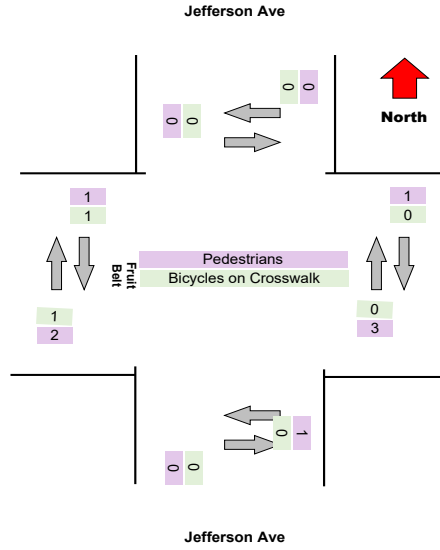 Jefferson Ave
0 0
0 0
North
1
1
1
0
Fruit
Belt
Pedestrians
Bicycles on Crosswalk
1
2
0
3
0 1
0 0
Jefferson Ave